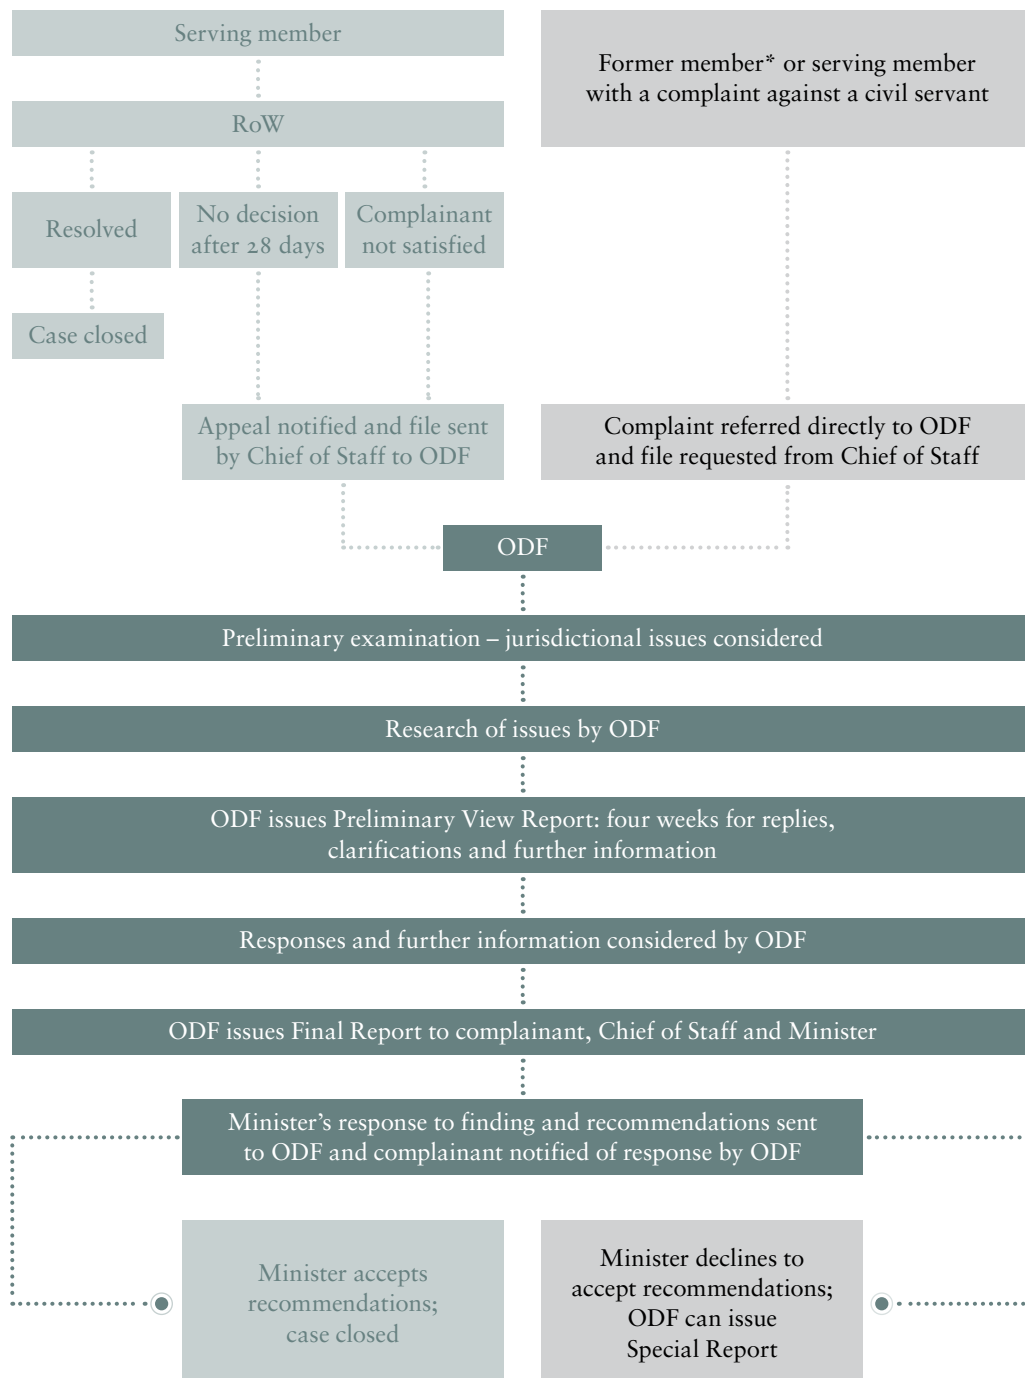 Serving member
Former member* or serving member
with a complaint against a civil servant
RoW
Resolved
No decision
after 28 days
Complainant
not satisfied
Case closed
Appeal notified and file sent
by Chief of Staff to ODF
Complaint referred directly to ODF
and file requested from Chief of Staff
ODF
Preliminary examination – jurisdictional issues considered
Research of issues by ODF
ODF issues Preliminary View Report: four weeks for replies,
clarifications and further information
Responses and further information considered by ODF
ODF issues Final Report to complainant, Chief of Staff and Minister
Minister’s response to finding and recommendations sent
to ODF and complainant notified of response by ODF
Minister accepts
recommendations;
case closed
Minister declines to
accept recommendations;
ODF can issue
Special Report